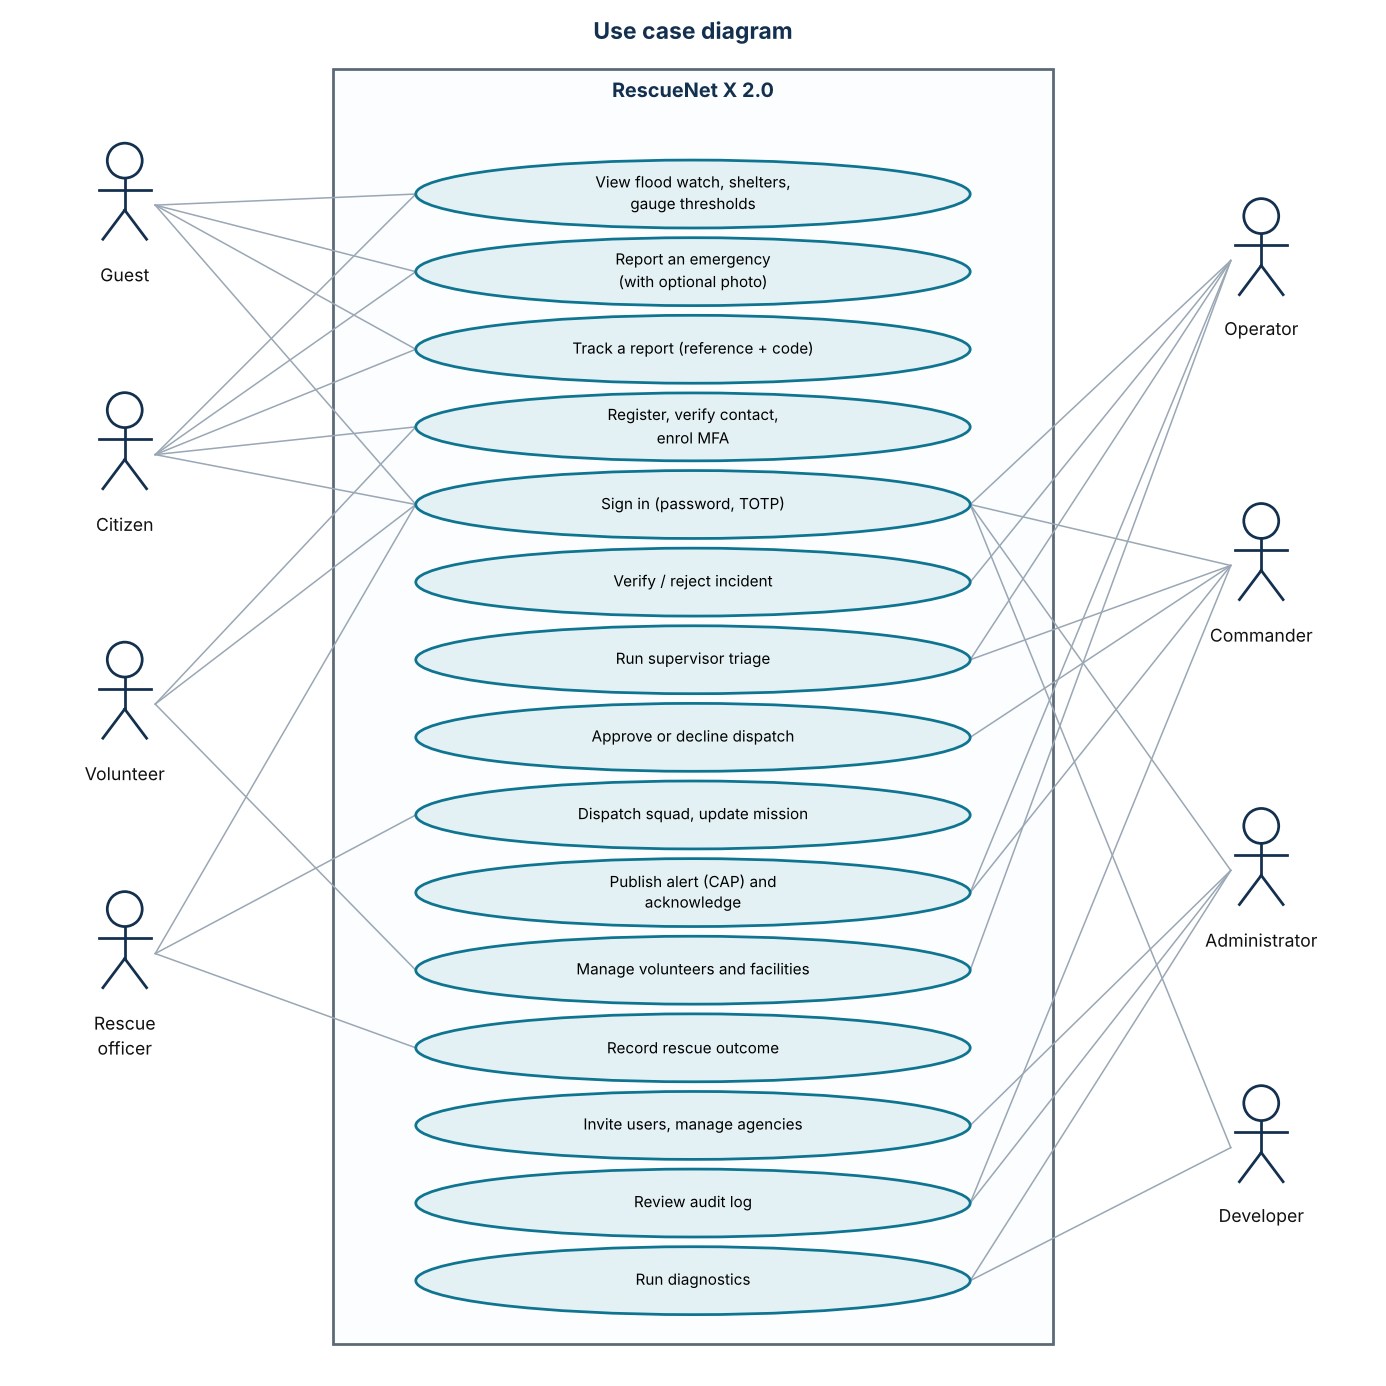 Use case diagram
RescueNet X 2.0
View flood watch, shelters,
gauge thresholds
Report an emergency
(with optional photo)
Track a report (reference + code)
Register, verify contact,
enrol MFA
Sign in (password, TOTP)
Verify / reject incident
Run supervisor triage
Approve or decline dispatch
Dispatch squad, update mission
Publish alert (CAP) and
acknowledge
Manage volunteers and facilities
Record rescue outcome
Invite users, manage agencies
Review audit log
Run diagnostics
Guest
Citizen
Volunteer
Rescue
officer
Operator
Commander
Administrator
Developer